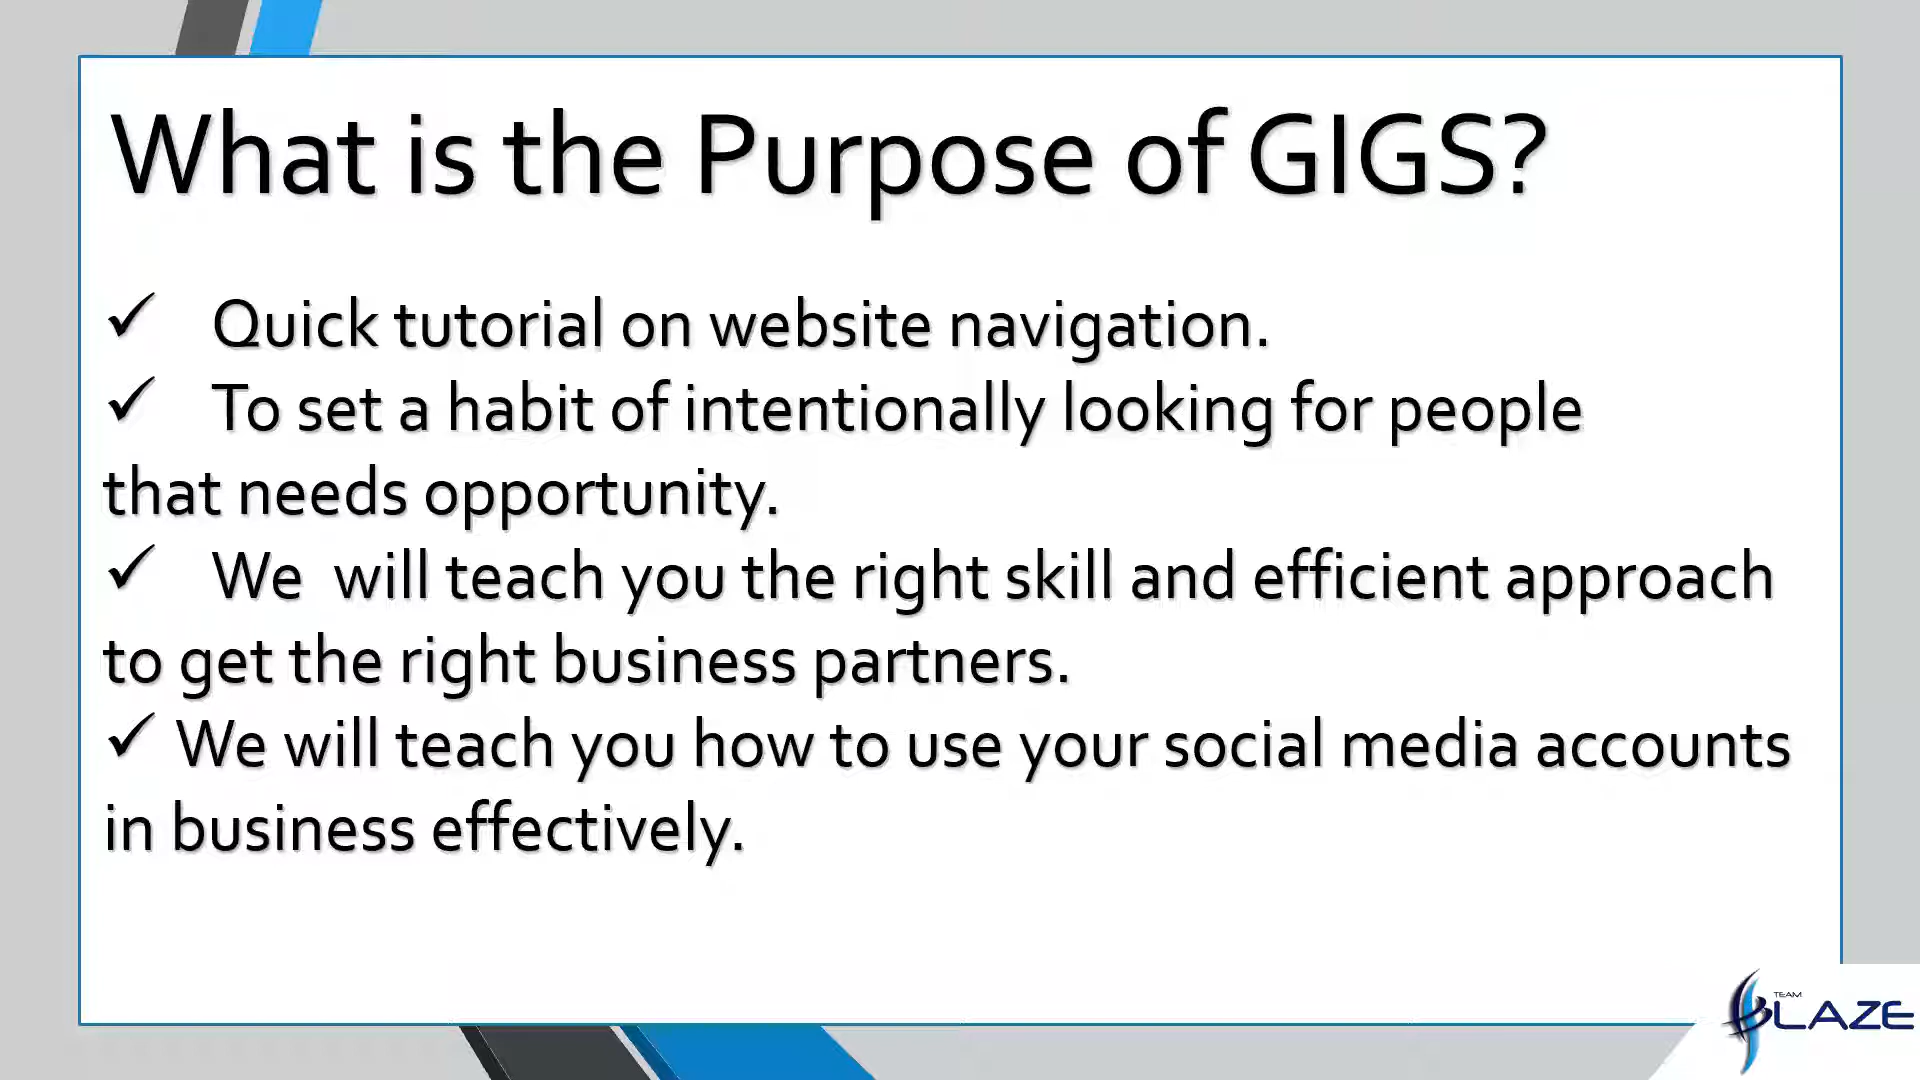 What is the Purpose of GIGS?
✓ Quick tutorial on website navigation.
✓ To set a habit of intentionally looking for people
that needs opportunity.
✓ We will teach you the right skill and efficient approach
to get the right business partners.
✓ We will teach you how to use your social media accounts
in business effectively.
TEAM
BLAZE